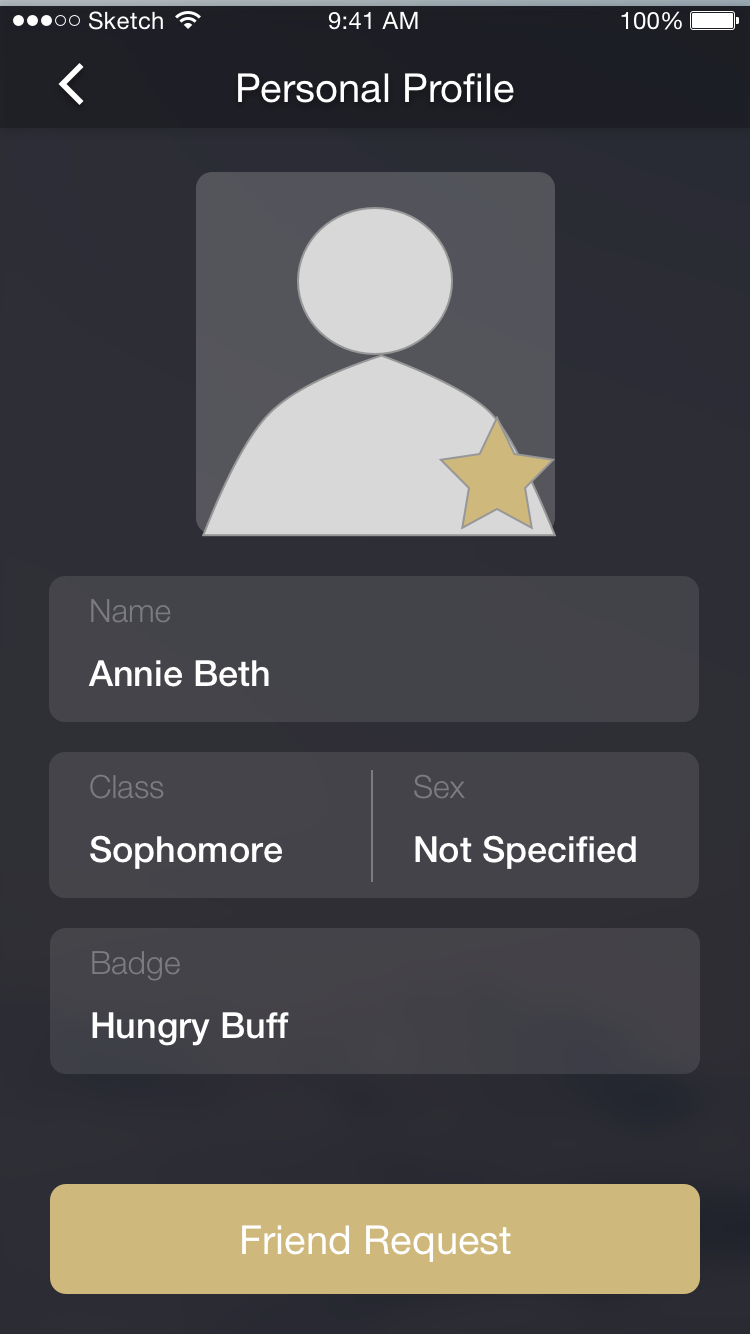 Sketch 9:41 AM 100%
Personal Profile
Name
Annie Beth
Class Sex
Sophomore Not Specified
Badge
Hungry Buff
Friend Request